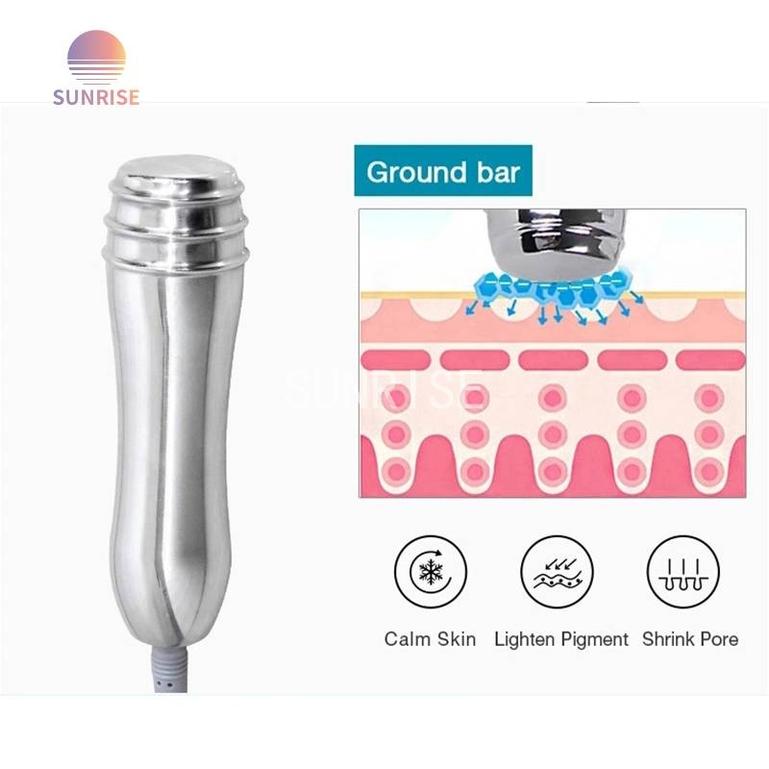 SUNRISE
Ground bar
SUNRISE
Calm Skin
Lighten Pigment
Shrink Pore